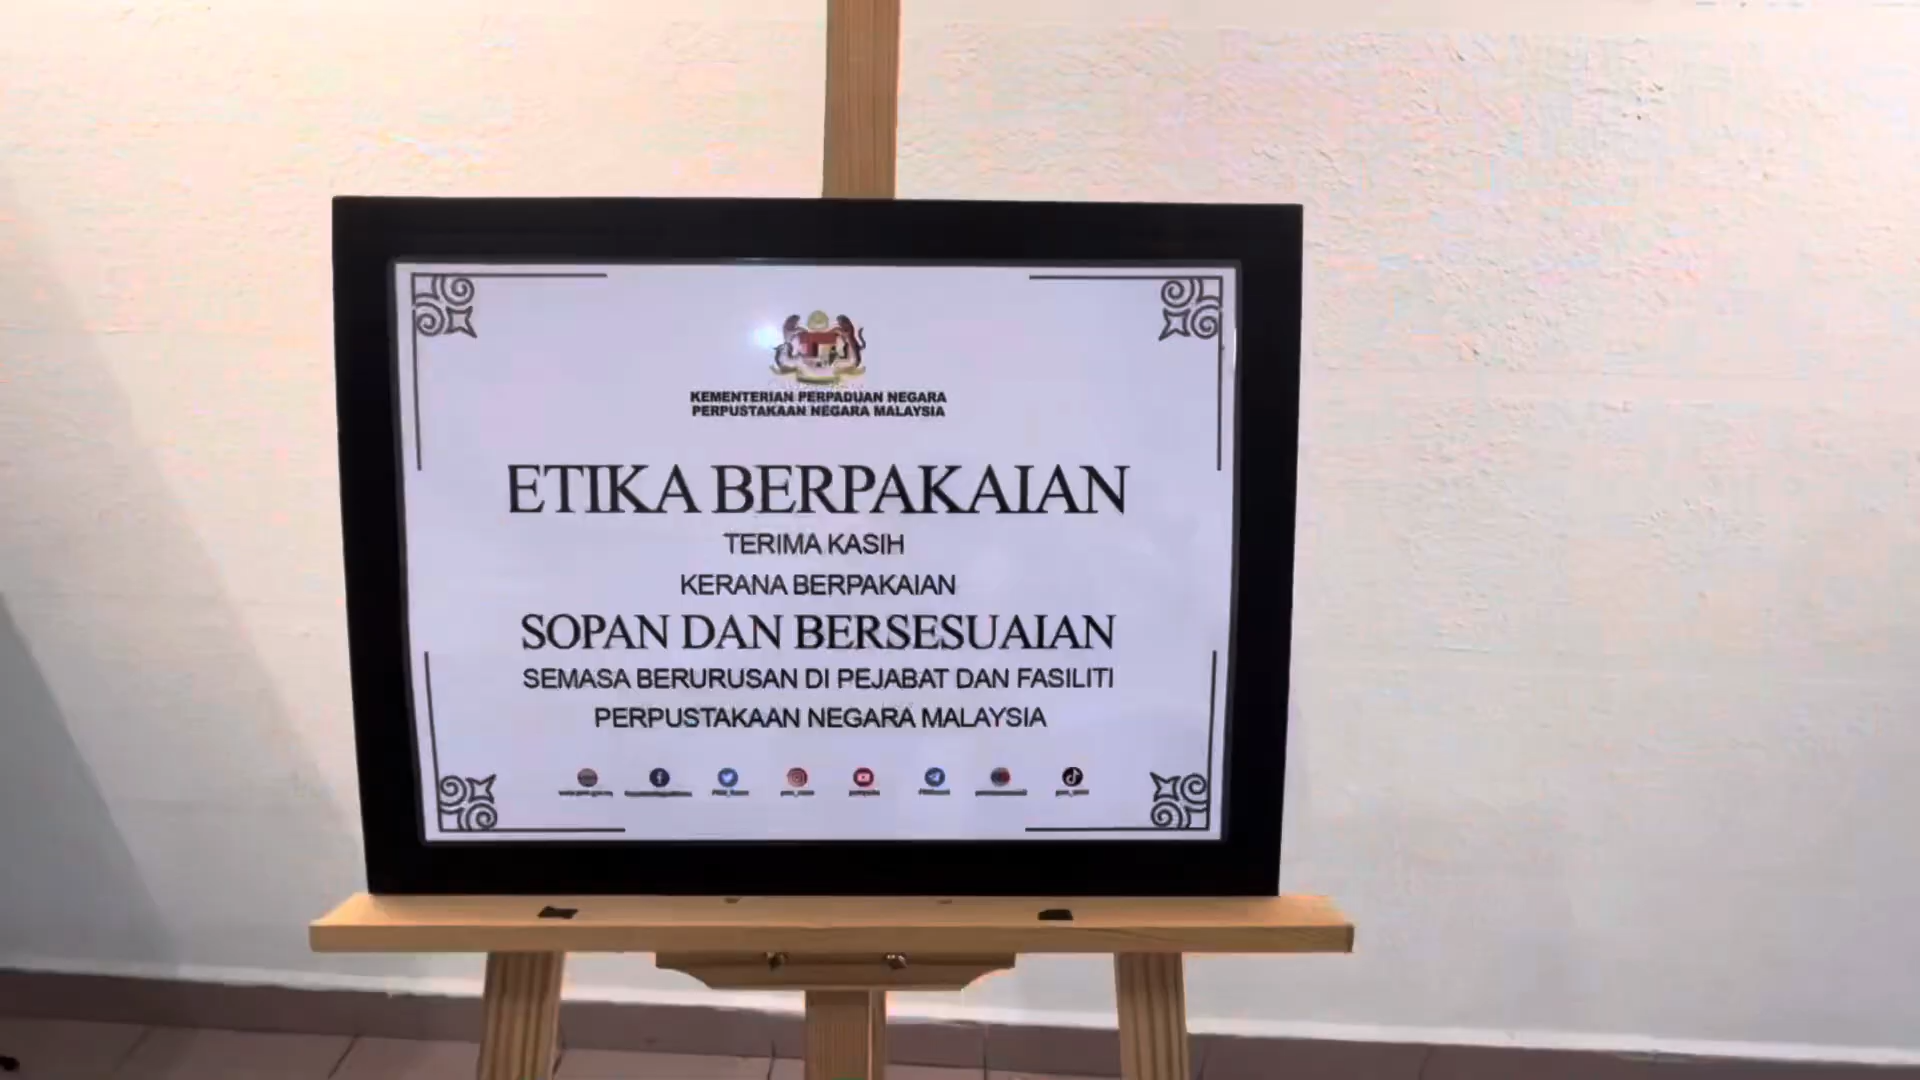 KEMENTERIAN PERPADUAN NEGARA
PERPUSTAKAAN NEGARA MALAYSIA
ETIKA BERPAKAIAN
TERIMA KASIH
KERANA BERPAKAIAN
SOPAN DAN BERSESUAIAN
SEMASA BERURUSAN DI PEJABAT DAN FASILITI
PERPUSTAKAAN NEGARA MALAYSIA